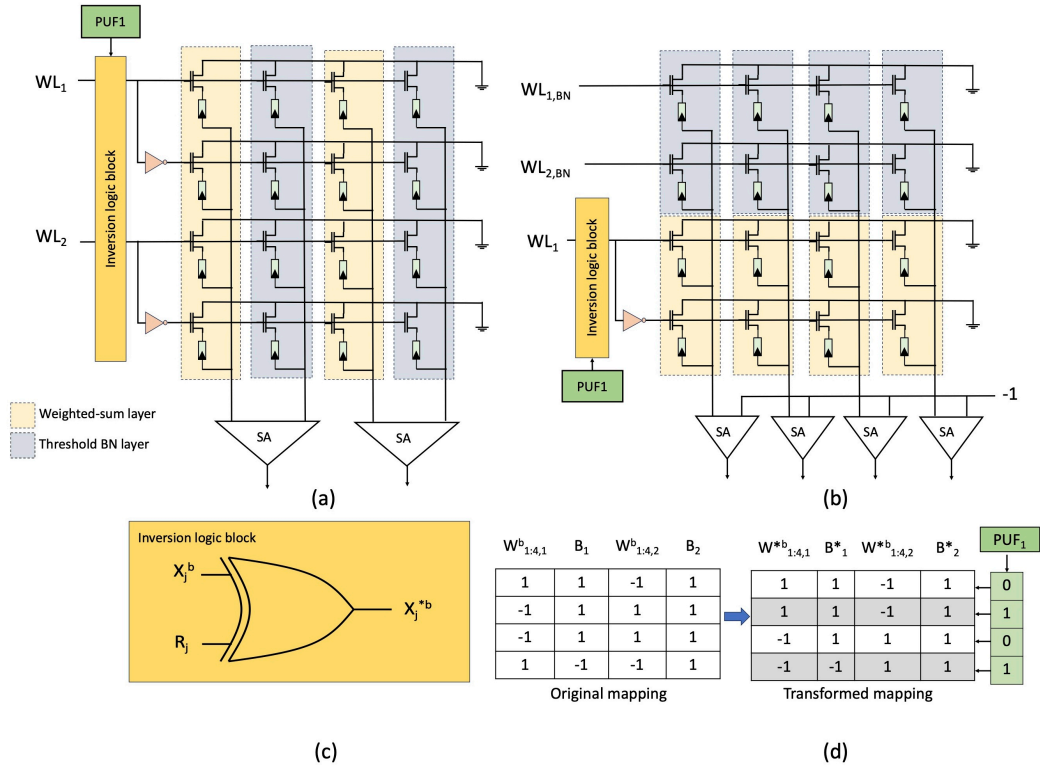 PUF1
WL1
Inversion logic block
WL2
Weighted-sum layer
Threshold BN layer
SA SA
(a)
WL1,BN
WL2,BN
WL1
Inversion logic block
PUF1
-1
SA SA SA SA
(b)
Inversion logic block
Xjb
Rj
Xj*b
(c)
Wb1:4,1 B1 Wb1:4,2 B2
1 1 -1 1
-1 1 1 1
-1 1 1 1
1 -1 -1 1
Original mapping
W*b1:4,1 B*1 W*b1:4,2 B*2 PUF1
1 1 -1 1 0
1 1 -1 1 1
-1 1 1 1 0
-1 -1 1 1 1
Transformed mapping
(d)